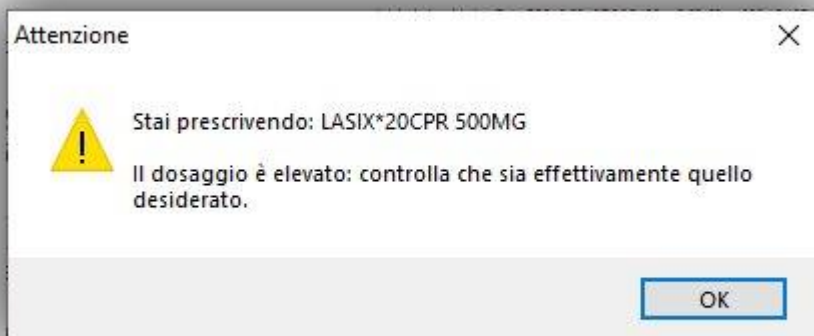 Attenzione
Stai prescrivendo: LASIX*20CPR 500MG
Il dosaggio è elevato: controlla che sia effettivamente quello
desiderato.
OK